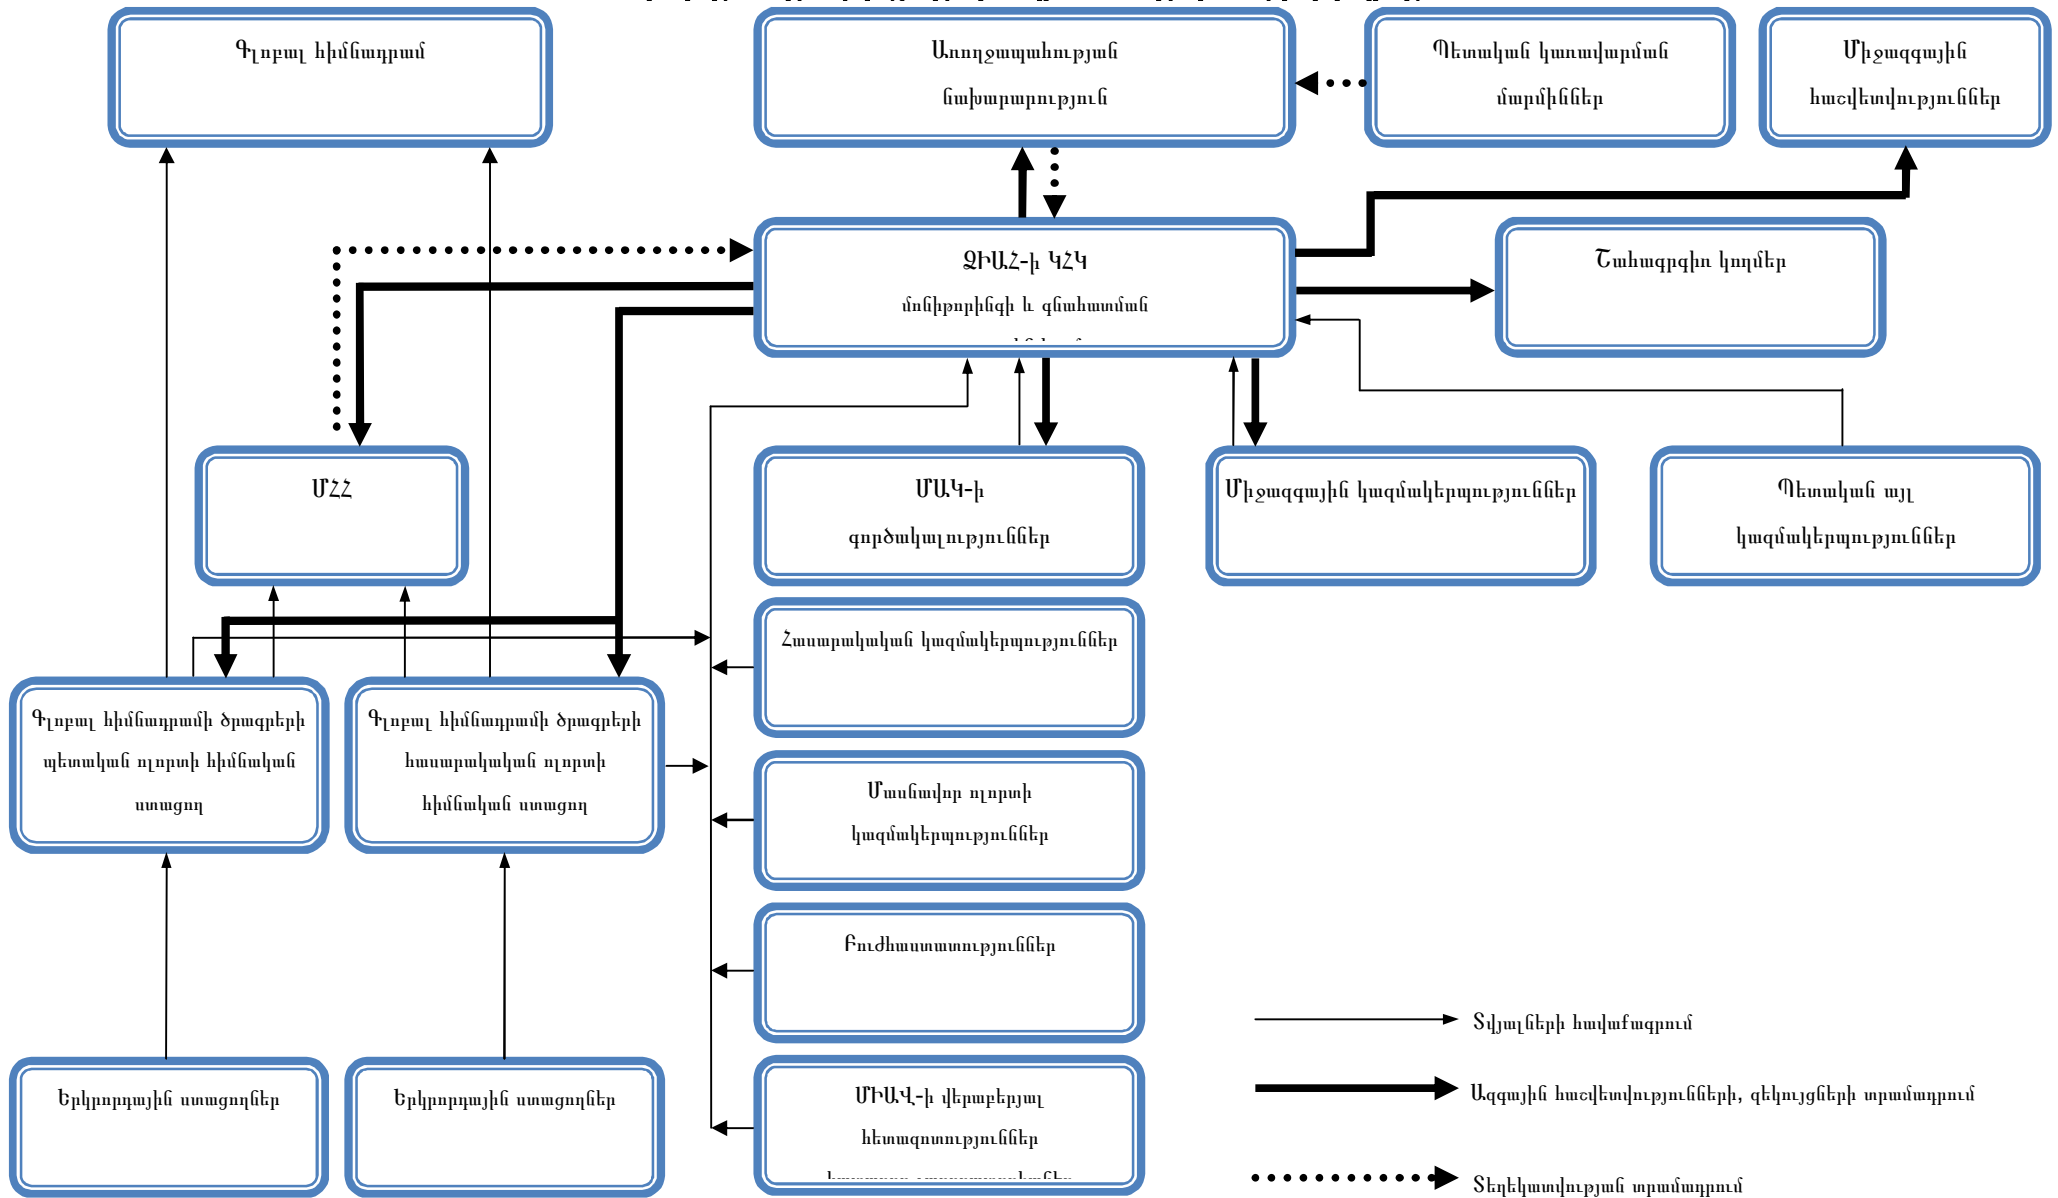 Գլոբալ հիմնադրամ
Առողջապահության
նախարարություն
Պետական կառավարման
մարմիններ
Միջազգային
հաշվետվություններ
ՁԻԱՀ-ի ԿՀԿ
մոնիթորինգի և գնահատման
Շահագրգիռ կողմեր
ՄՀՀ
ՄԱԿ-ի
գործակալություններ
Միջազգային կազմակերպություններ
Պետական այլ
կազմակերպություններ
Հասարակական կազմակերպություններ
Գլոբալ հիմնադրամի ծրագրերի
պետական ոլորտի հիմնական
ստացող
Գլոբալ հիմնադրամի ծրագրերի
հասարակական ոլորտի
հիմնական ստացող
Մասնավոր ոլորտի
կազմակերպություններ
Բուժհաստատություններ
Երկրորդային ստացողներ
Երկրորդային ստացողներ
ՄԻԱՎ-ի վերաբերյալ
հետազոտություններ
Տվյալների հավաքագրում
Ազգային հաշվետվությունների, զեկույցների տրամադրում
Տեղեկատվության տրամադրում